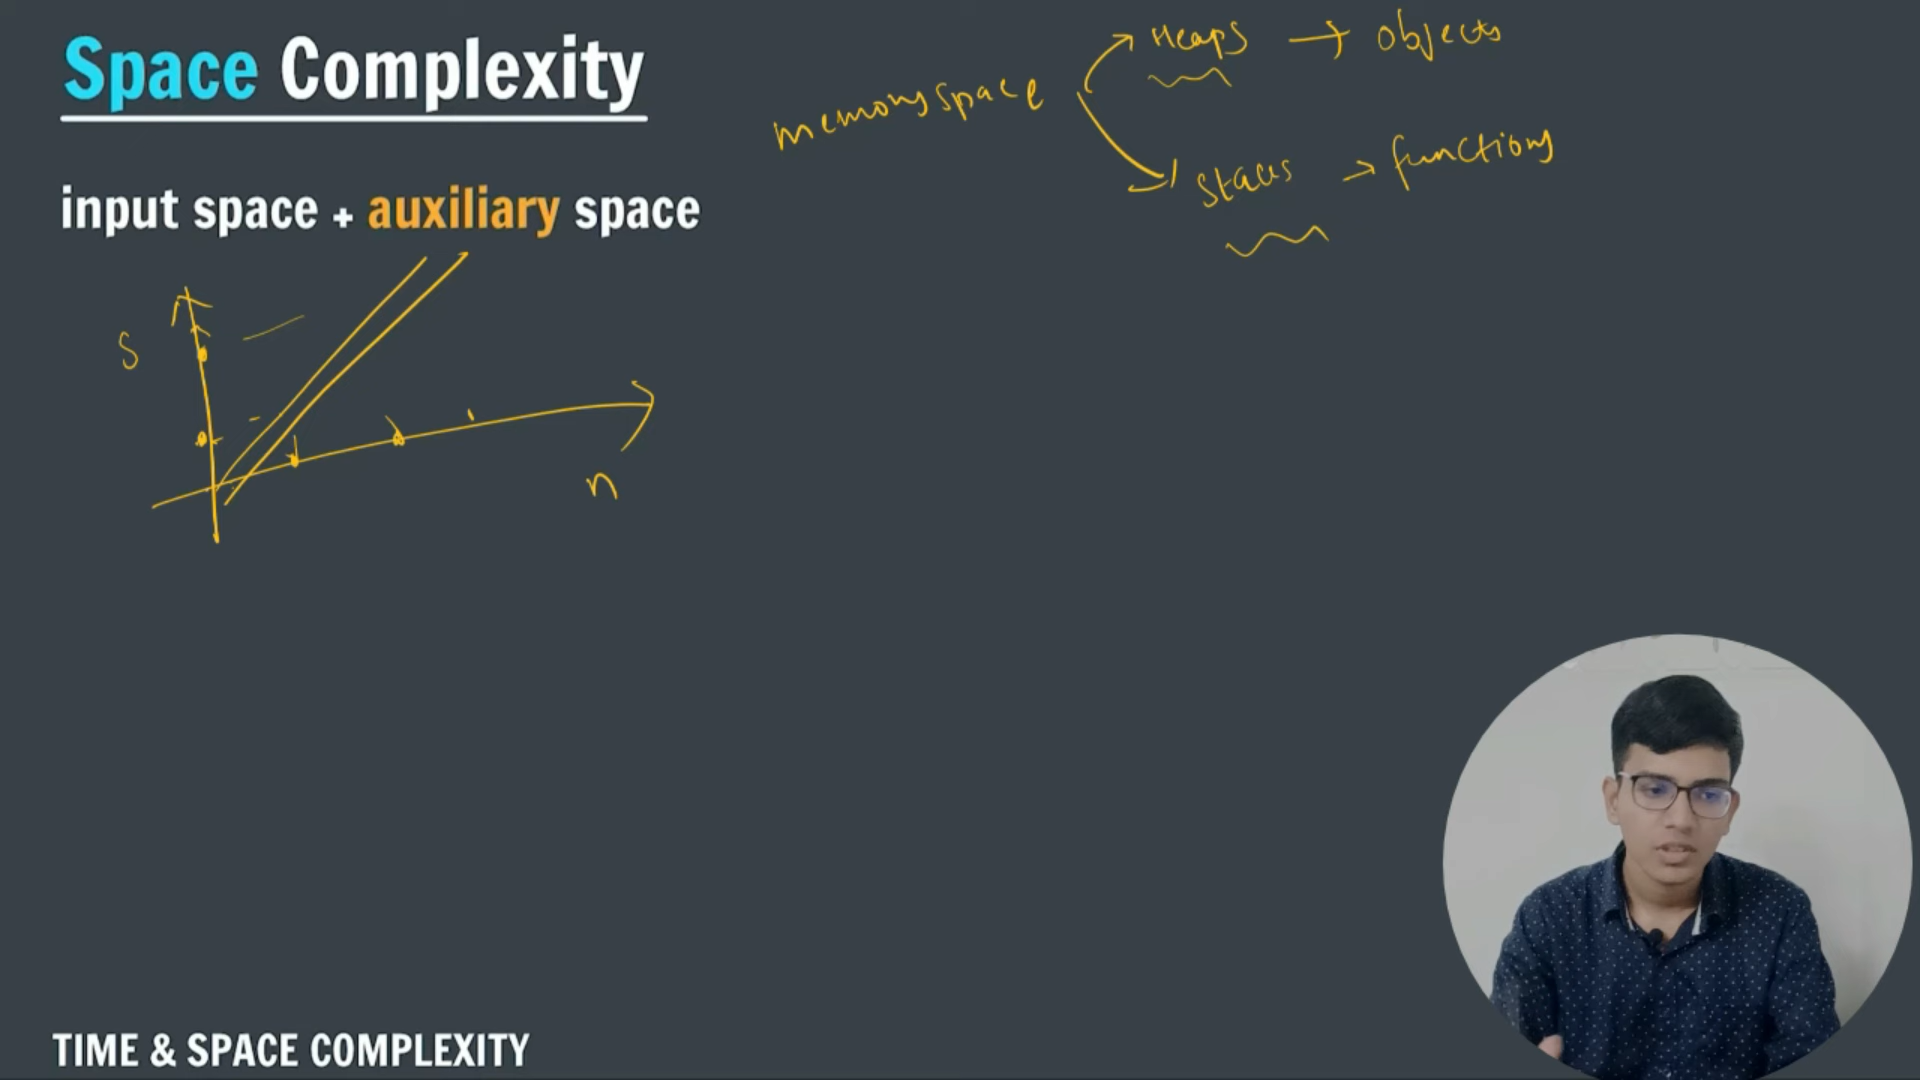 Space Complexity
input space + auxiliary space
S
n
memory space
Heaps → objects
Stacks → functions
TIME & SPACE COMPLEXITY